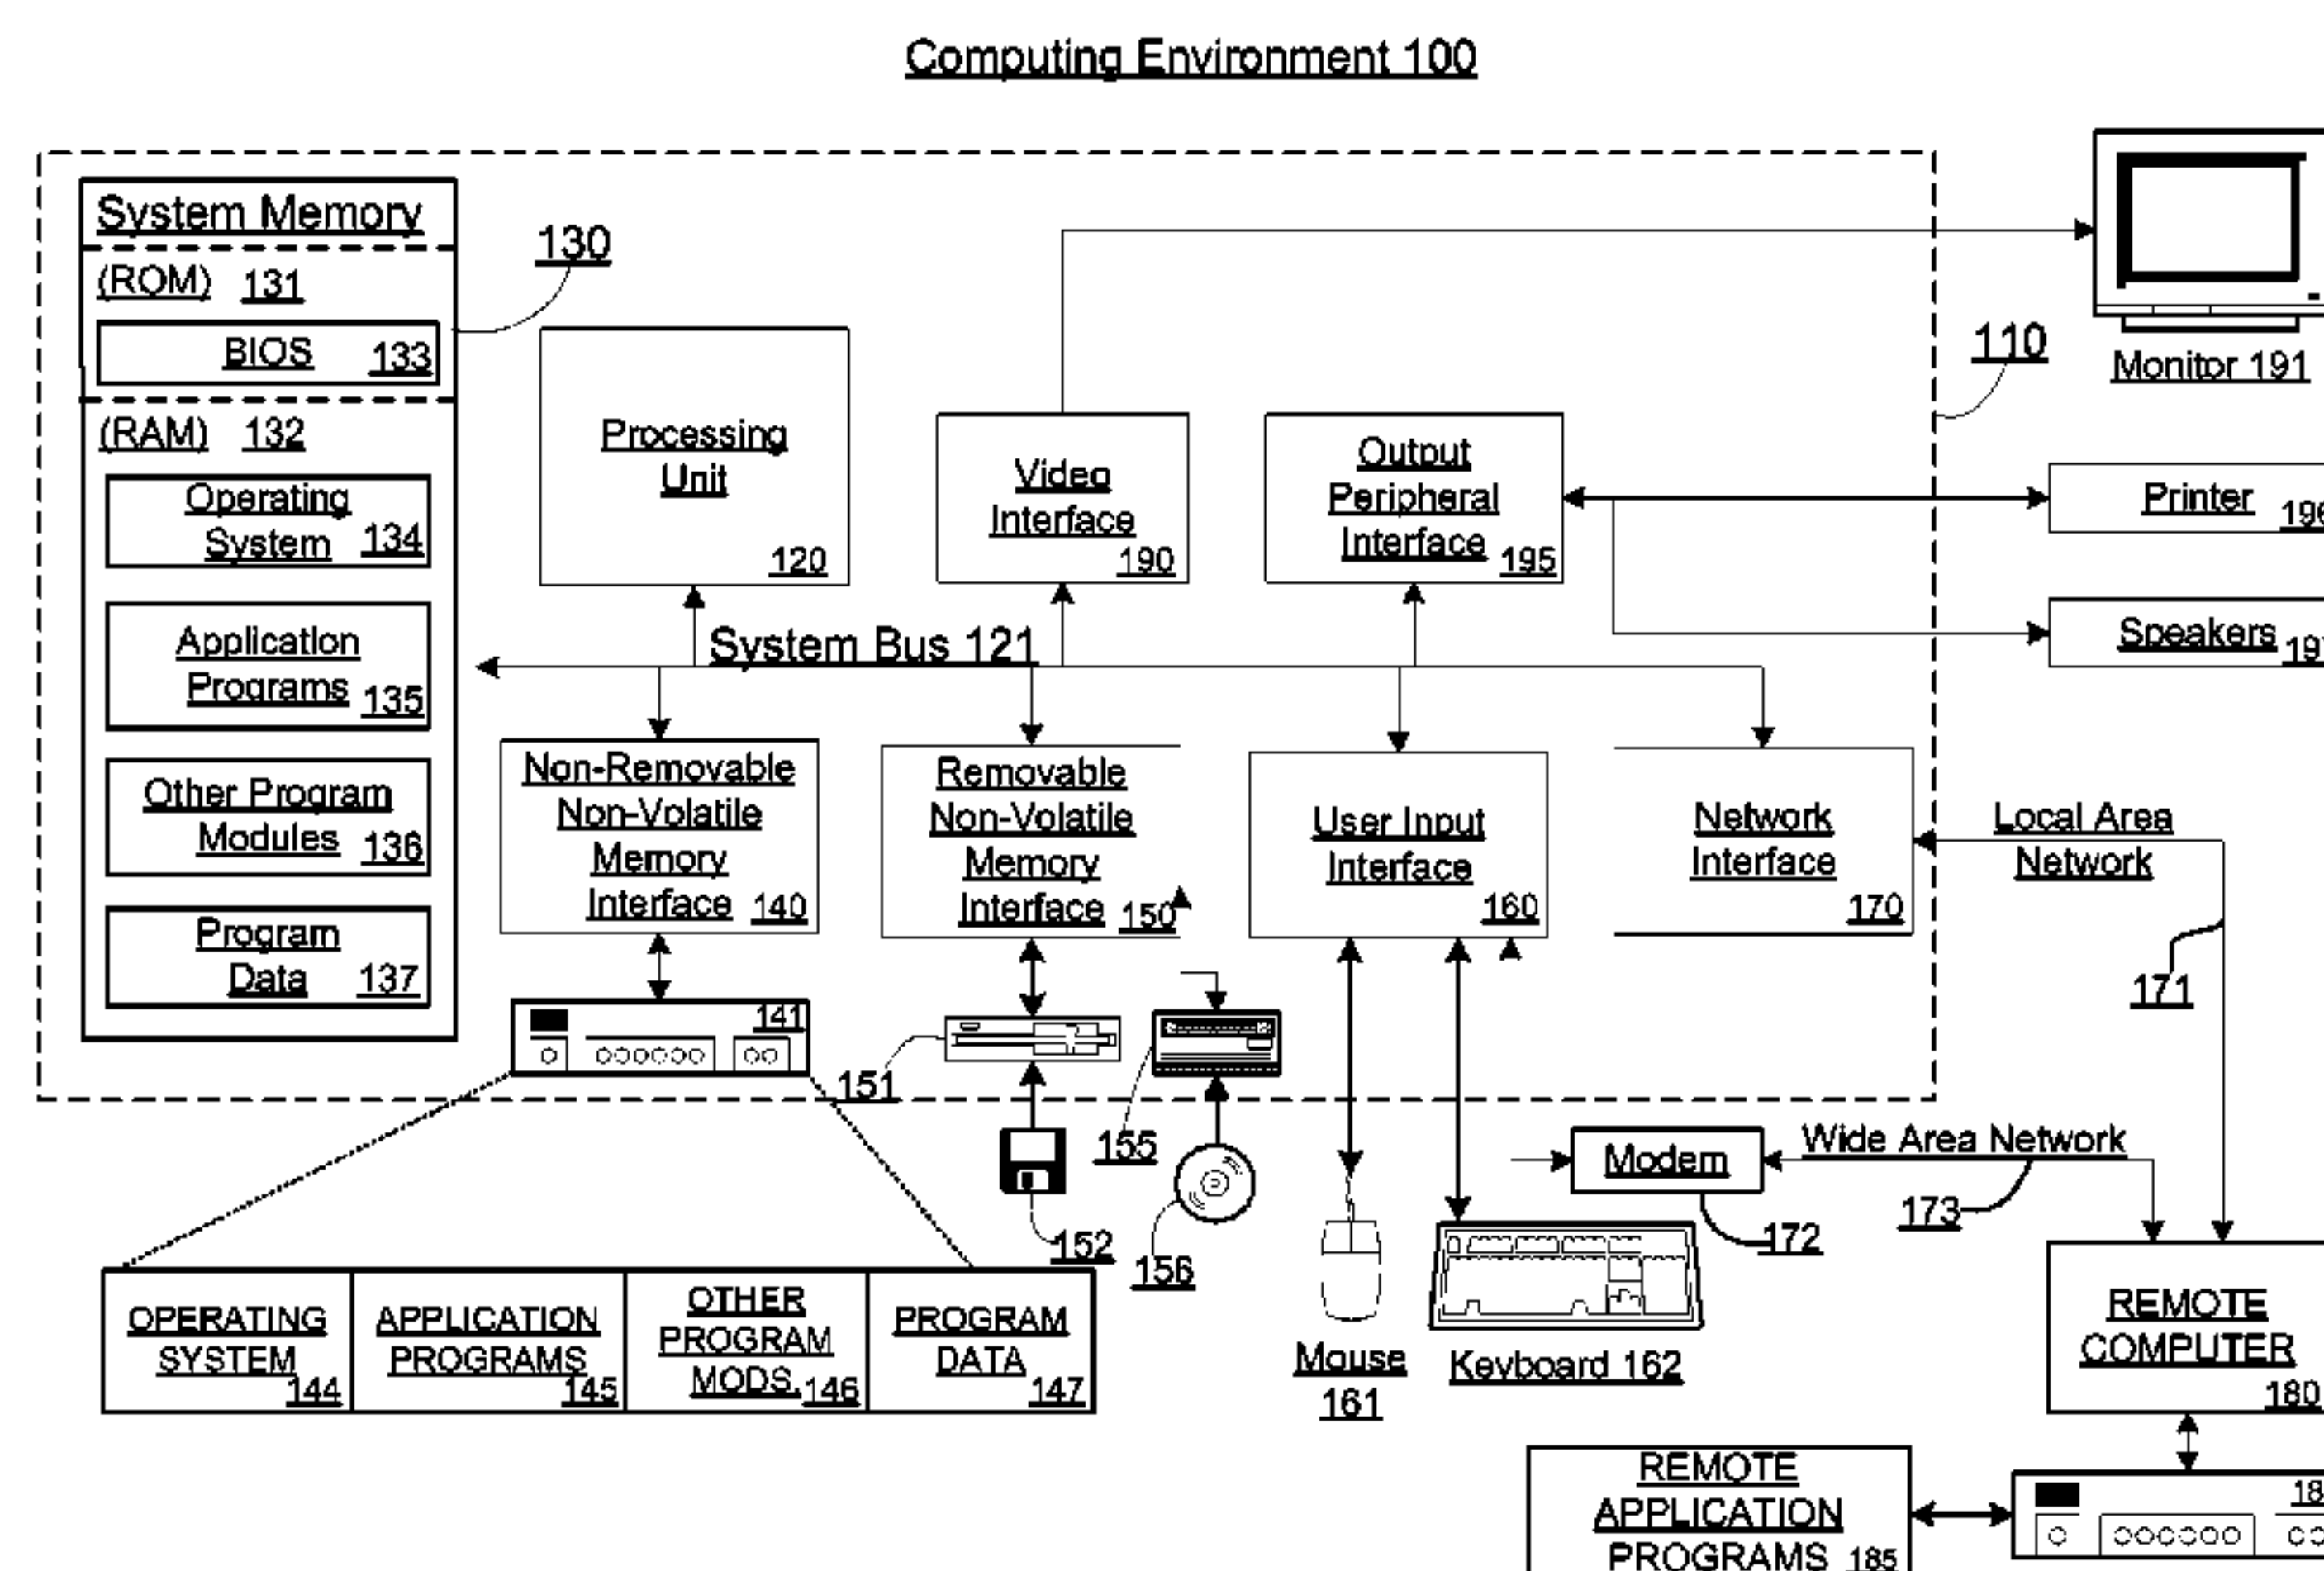 Computing Environment 100
System Memory
(ROM) 131
BIOS 133
(RAM) 132
Operating
System 134
Application
Programs 135
Other Program
Modules 136
Program
Data 137
130
Processing
Unit
120
Video
Interface
190
Output
Peripheral
Interface 195
110
Monitor 191
Printer
Speakers
System Bus 121
Non-Removable
Non-Volatile
Memory
Interface 140
Removable
Non-Volatile
Memory
Interface 150
User Input
Interface
160
Network
Interface
170
Local Area
Network
171
141
151
152
155
156
Modem
172
Wide Area Network
173
OPERATING
SYSTEM
144
APPLICATION
PROGRAMS
145
OTHER
PROGRAM
MODS. 146
PROGRAM
DATA
147
Mouse
161
Keyboard 162
REMOTE
COMPUTER
180
REMOTE
APPLICATION
PROGRAMS 185